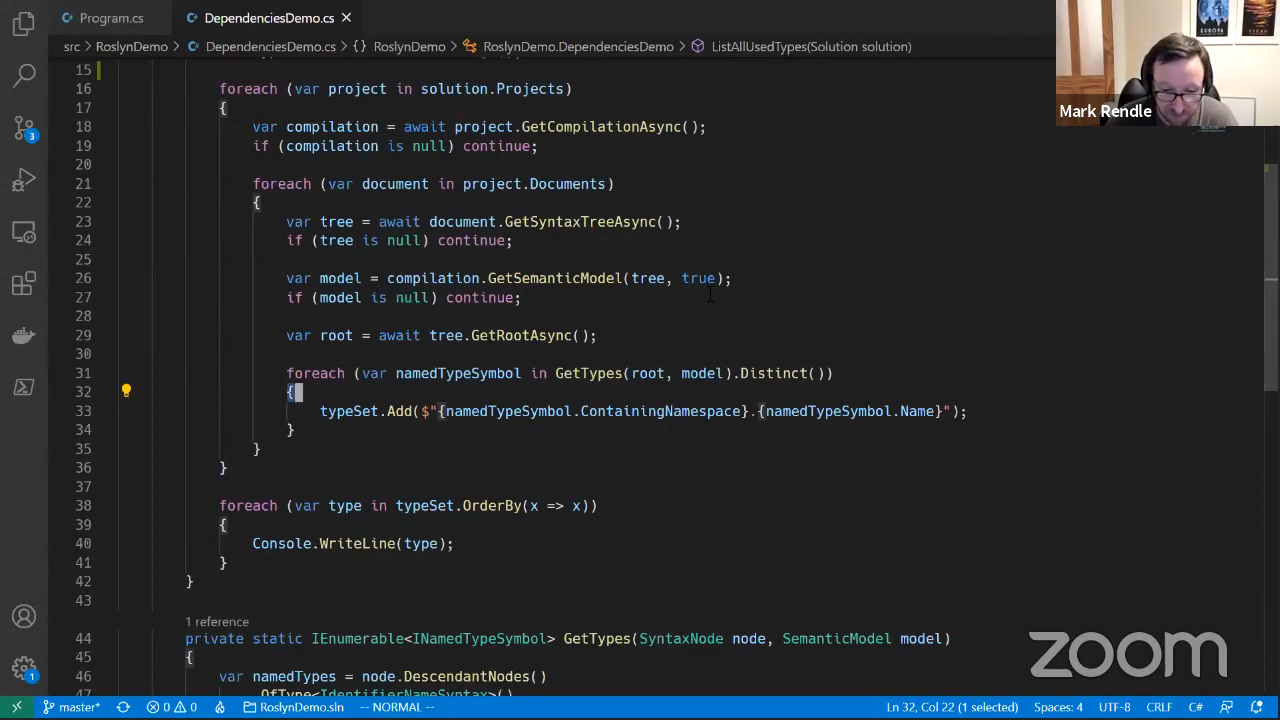 Program.cs
DependenciesDemo.cs
src > RoslynDemo > DependenciesDemo.cs > {} RoslynDemo > RoslynDemo.DependenciesDemo > ListAllUsedTypes(Solution solution)
EUROPA
TITAN
Mark Rendle
15
16 foreach (var project in solution.Projects)
17 {
18 var compilation = await project.GetCompilationAsync();
19 if (compilation is null) continue;
20
21 foreach (var document in project.Documents)
22 {
23 var tree = await document.GetSyntaxTreeAsync();
24 if (tree is null) continue;
25
26 var model = compilation.GetSemanticModel(tree, true);
27 if (model is null) continue;
28
29 var root = await tree.GetRootAsync();
30
31 foreach (var namedTypeSymbol in GetTypes(root, model).Distinct())
32 {
33 typeSet.Add($"{namedTypeSymbol.ContainingNamespace}.{namedTypeSymbol.Name}");
34 }
35 }
36 }
37
38 foreach (var type in typeSet.OrderBy(x => x))
39 {
40 Console.WriteLine(type);
41 }
42 }
43
1 reference
44 private static IEnumerable<INamedTypeSymbol> GetTypes(SyntaxNode node, SemanticModel model)
45 {
46 var namedTypes = node.DescendantNodes()
47 .OfType<IdentifierNameSyntax>()
3
1
zoom
master* 0 0 RoslynDemo.sln -- NORMAL -- Ln 32, Col 22 (1 selected) Spaces: 4 UTF-8 CRLF C#